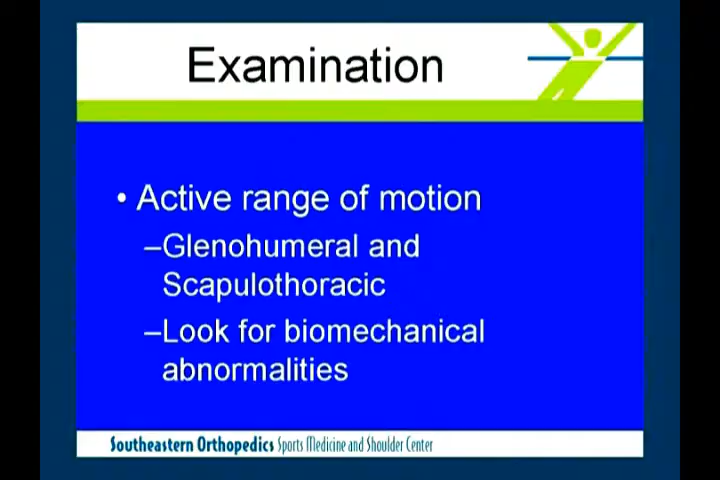 Examination
• Active range of motion
–Glenohumeral and
Scapulothoracic
–Look for biomechanical
abnormalities
Southeastern Orthopedics Sports Medicine and Shoulder Center